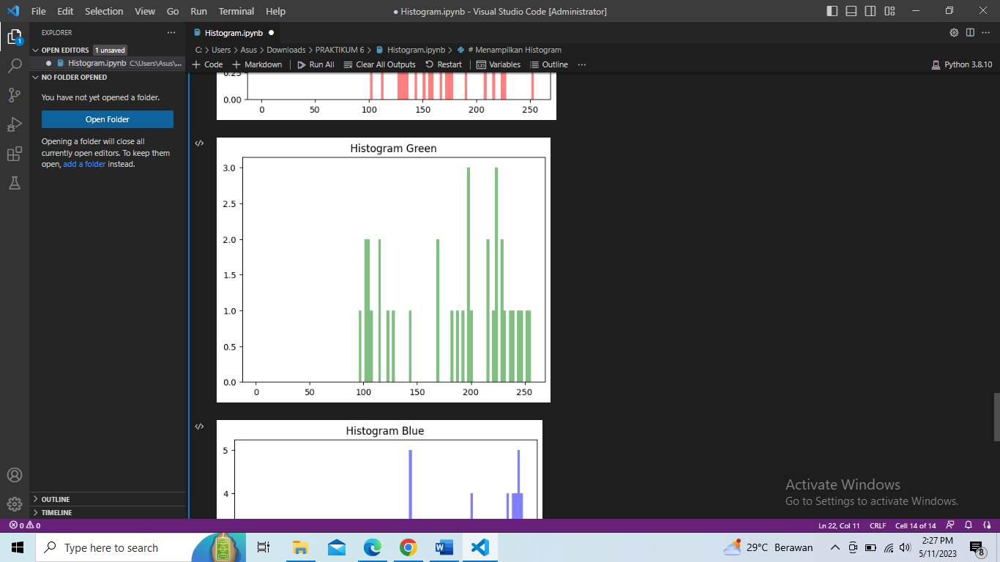 File Edit Selection View Go Run Terminal Help
● Histogram.ipynb - Visual Studio Code [Administrator]
EXPLORER
OPEN EDITORS 1 unsaved
● Histogram.ipynb C:\Users\Asus\...
NO FOLDER OPENED
You have not yet opened a folder.
Open Folder
Opening a folder will close all
currently open editors. To keep them
open, add a folder instead.
OUTLINE
TIMELINE
1
Histogram.ipynb ●
C: > Users > Asus > Downloads > PRAKTIKUM 6 > Histogram.ipynb > # Menampilkan Histogram
+ Code + Markdown | Run All Clear All Outputs Restart | Variables Outline ...
Python 3.8.10
0.25
0.00
0 50 100 150 200 250
Histogram Green
3.0
2.5
2.0
1.5
1.0
0.5
0.0
0 50 100 150 200 250
Histogram Blue
5
4
Activate Windows
Go to Settings to activate Windows.
0 0
Ln 22, Col 11 CRLF Cell 14 of 14
Type here to search
29°C Berawan
2:27 PM
5/11/2023
8